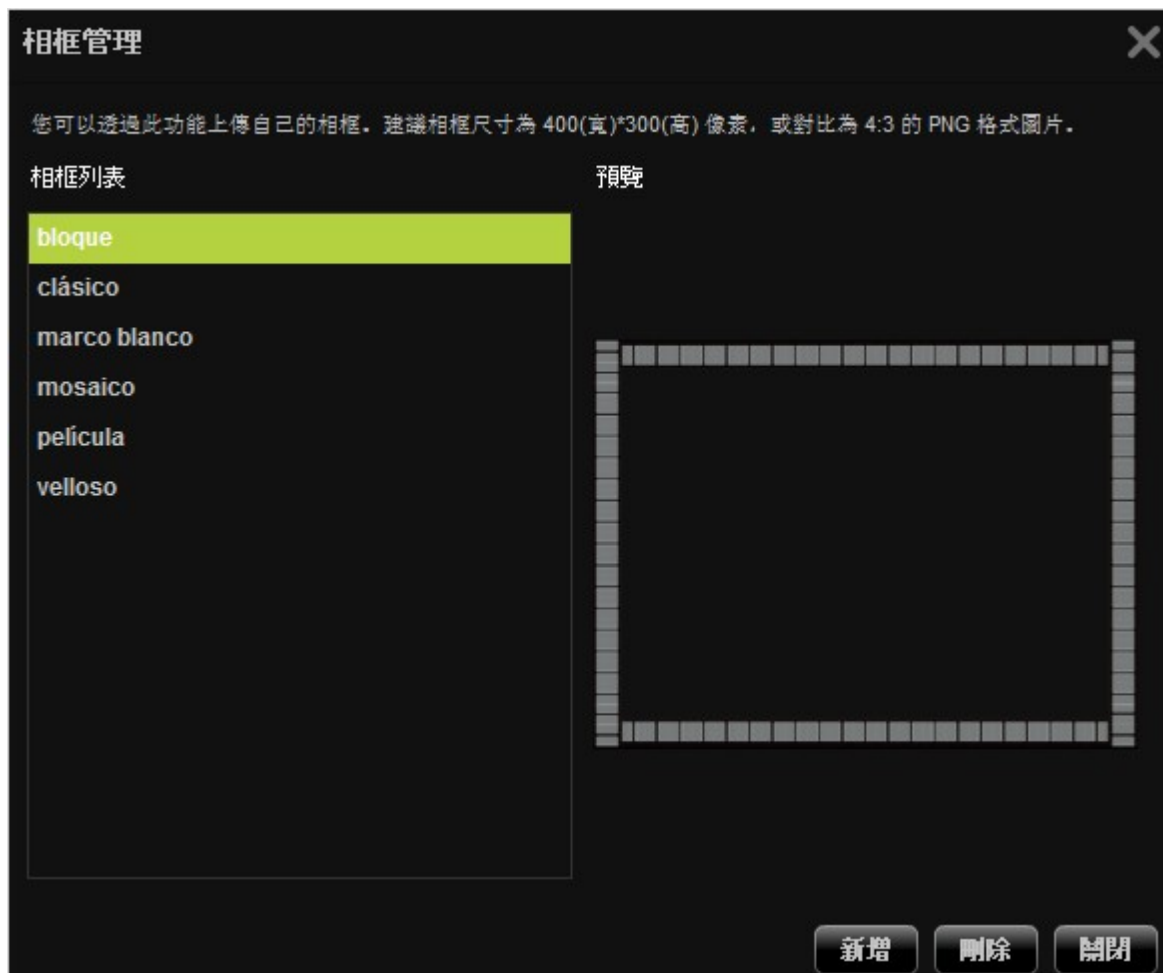 相框管理
您可以透過此功能上傳自己的相框。建議相框尺寸為 400(寬)*300(高) 像素，或對比為 4:3 的 PNG 格式圖片。
相框列表
預覽
bloque
clásico
marco blanco
mosaico
película
velloso
新增
刪除
關閉